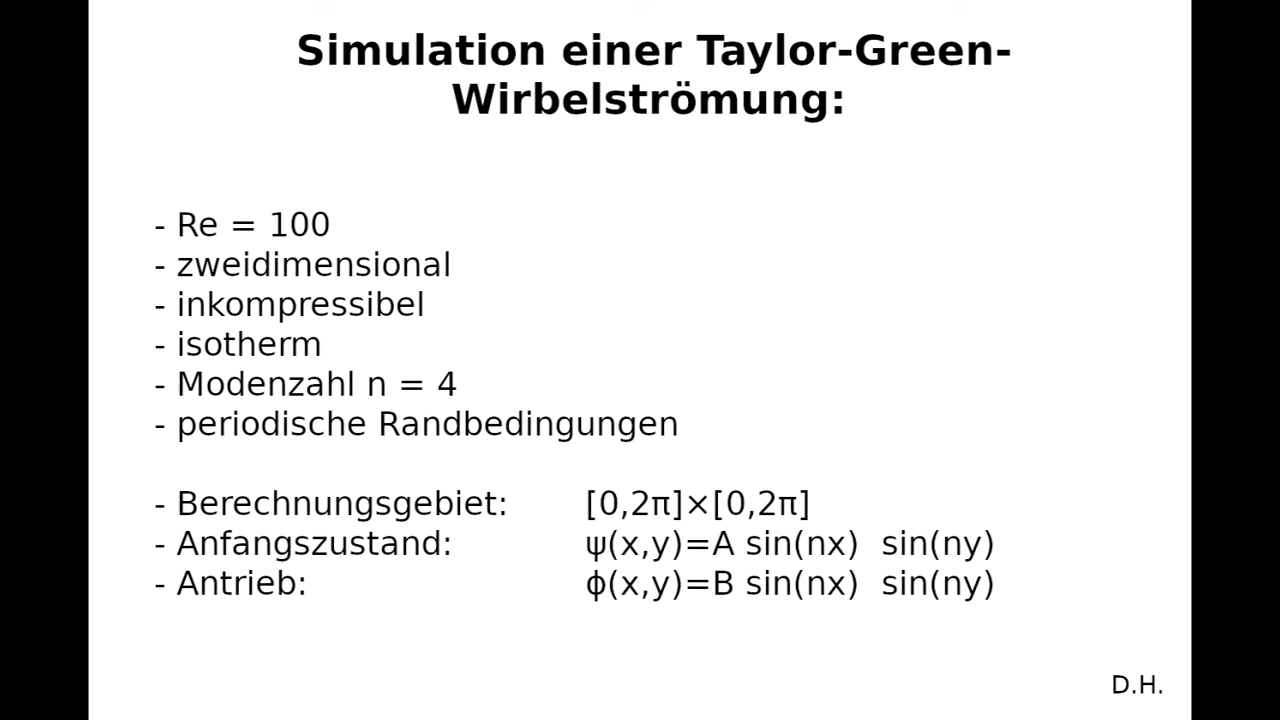 Simulation einer Taylor-Green-
Wirbelströmung:
- Re = 100
- zweidimensional
- inkompressibel
- isotherm
- Modenzahl n = 4
- periodische Randbedingungen
- Berechnungsgebiet: [0,2π]×[0,2π]
- Anfangszustand: ψ(x,y)=A sin(nx) sin(ny)
- Antrieb: ϕ(x,y)=B sin(nx) sin(ny)
D.H.